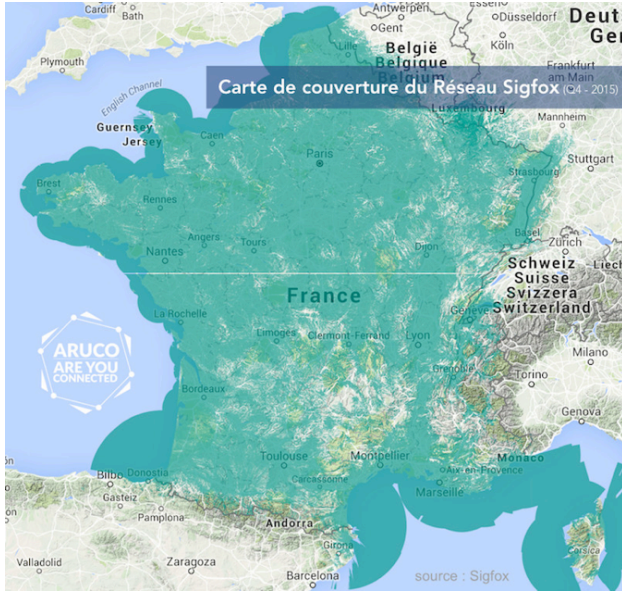 Cardiff
Bath
Plymouth
English Channel
Guernsey
Jersey
Antwerpen
Gent
Essen
Düsseldorf
Deut
Ger
België
Belgique
Belgium
Köln
Lille
Carte de couverture du Réseau Sigfox (Q4 - 2015)
Frankfurt
am Main
Luxembourg
Mannheim
Caen
Paris
Strasbourg
Stuttgart
Brest
Rennes
Angers
Tours
Nantes
Dijon
Basel
Zürich
Schweiz
Suisse
Svizzera
Switzerland
Liech
France
La Rochelle
Limoges
Clermont-Ferrand
Lyon
Genève
ARUCO
ARE YOU
CONNECTED
Grenoble
Milano
Torino
Bordeaux
Genova
Toulouse
Montpellier
Aix-en-Provence
Monaco
Marseille
Carcassonne
Bilbo
Donostia
Gasteiz
Pamplona
Andorra
Girona
Corsica
Valladolid
Zaragoza
Barcelona
source : Sigfox